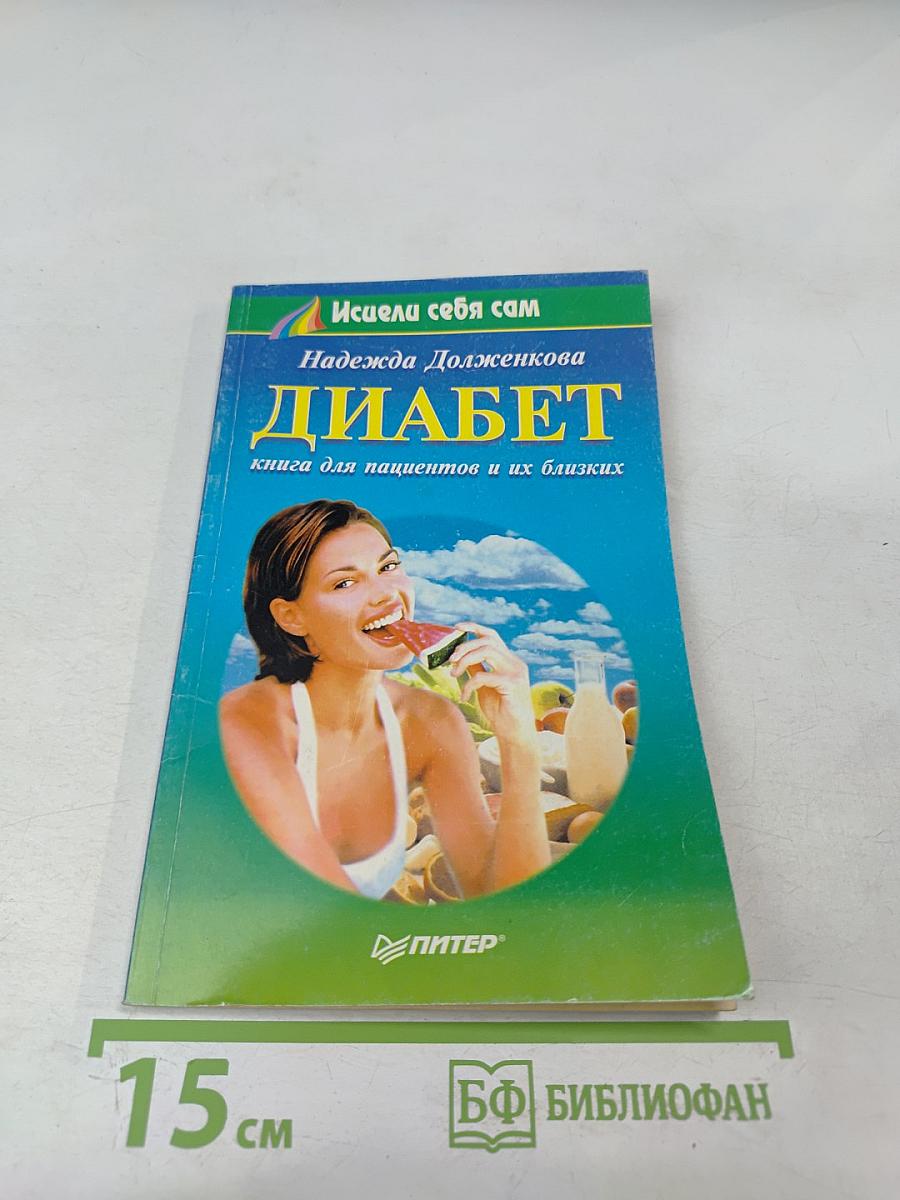 Исцели себя сам
Надежда Долженкова
ДИАБЕТ
книга для пациентов и их близких
ПИТЕР®
15 см
БФ БИБЛИОФАН